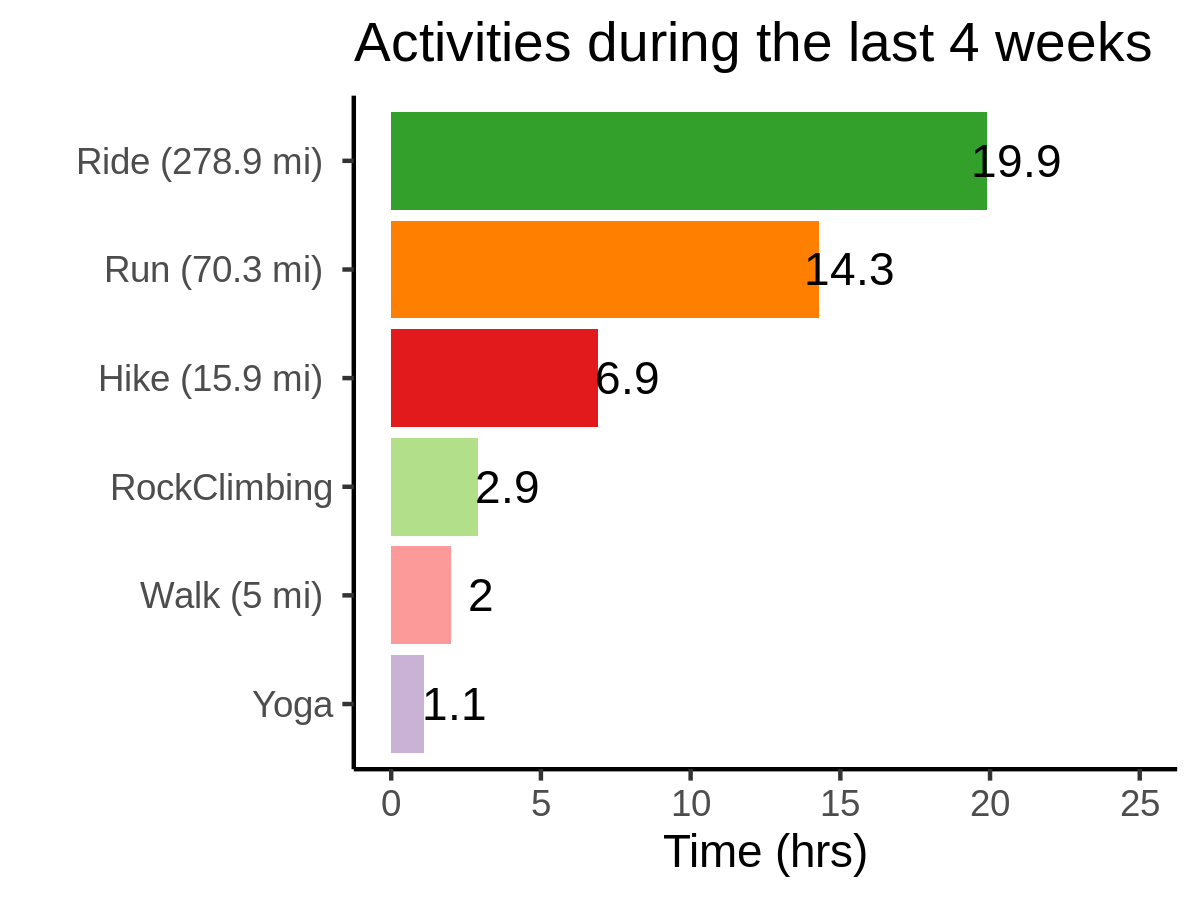 Activities during the last 4 weeks
Ride (278.9 mi)
19.9
Run (70.3 mi)
14.3
Hike (15.9 mi)
6.9
RockClimbing
2.9
Walk (5 mi)
2
Yoga
1.1
0 5 10 15 20 25
Time (hrs)